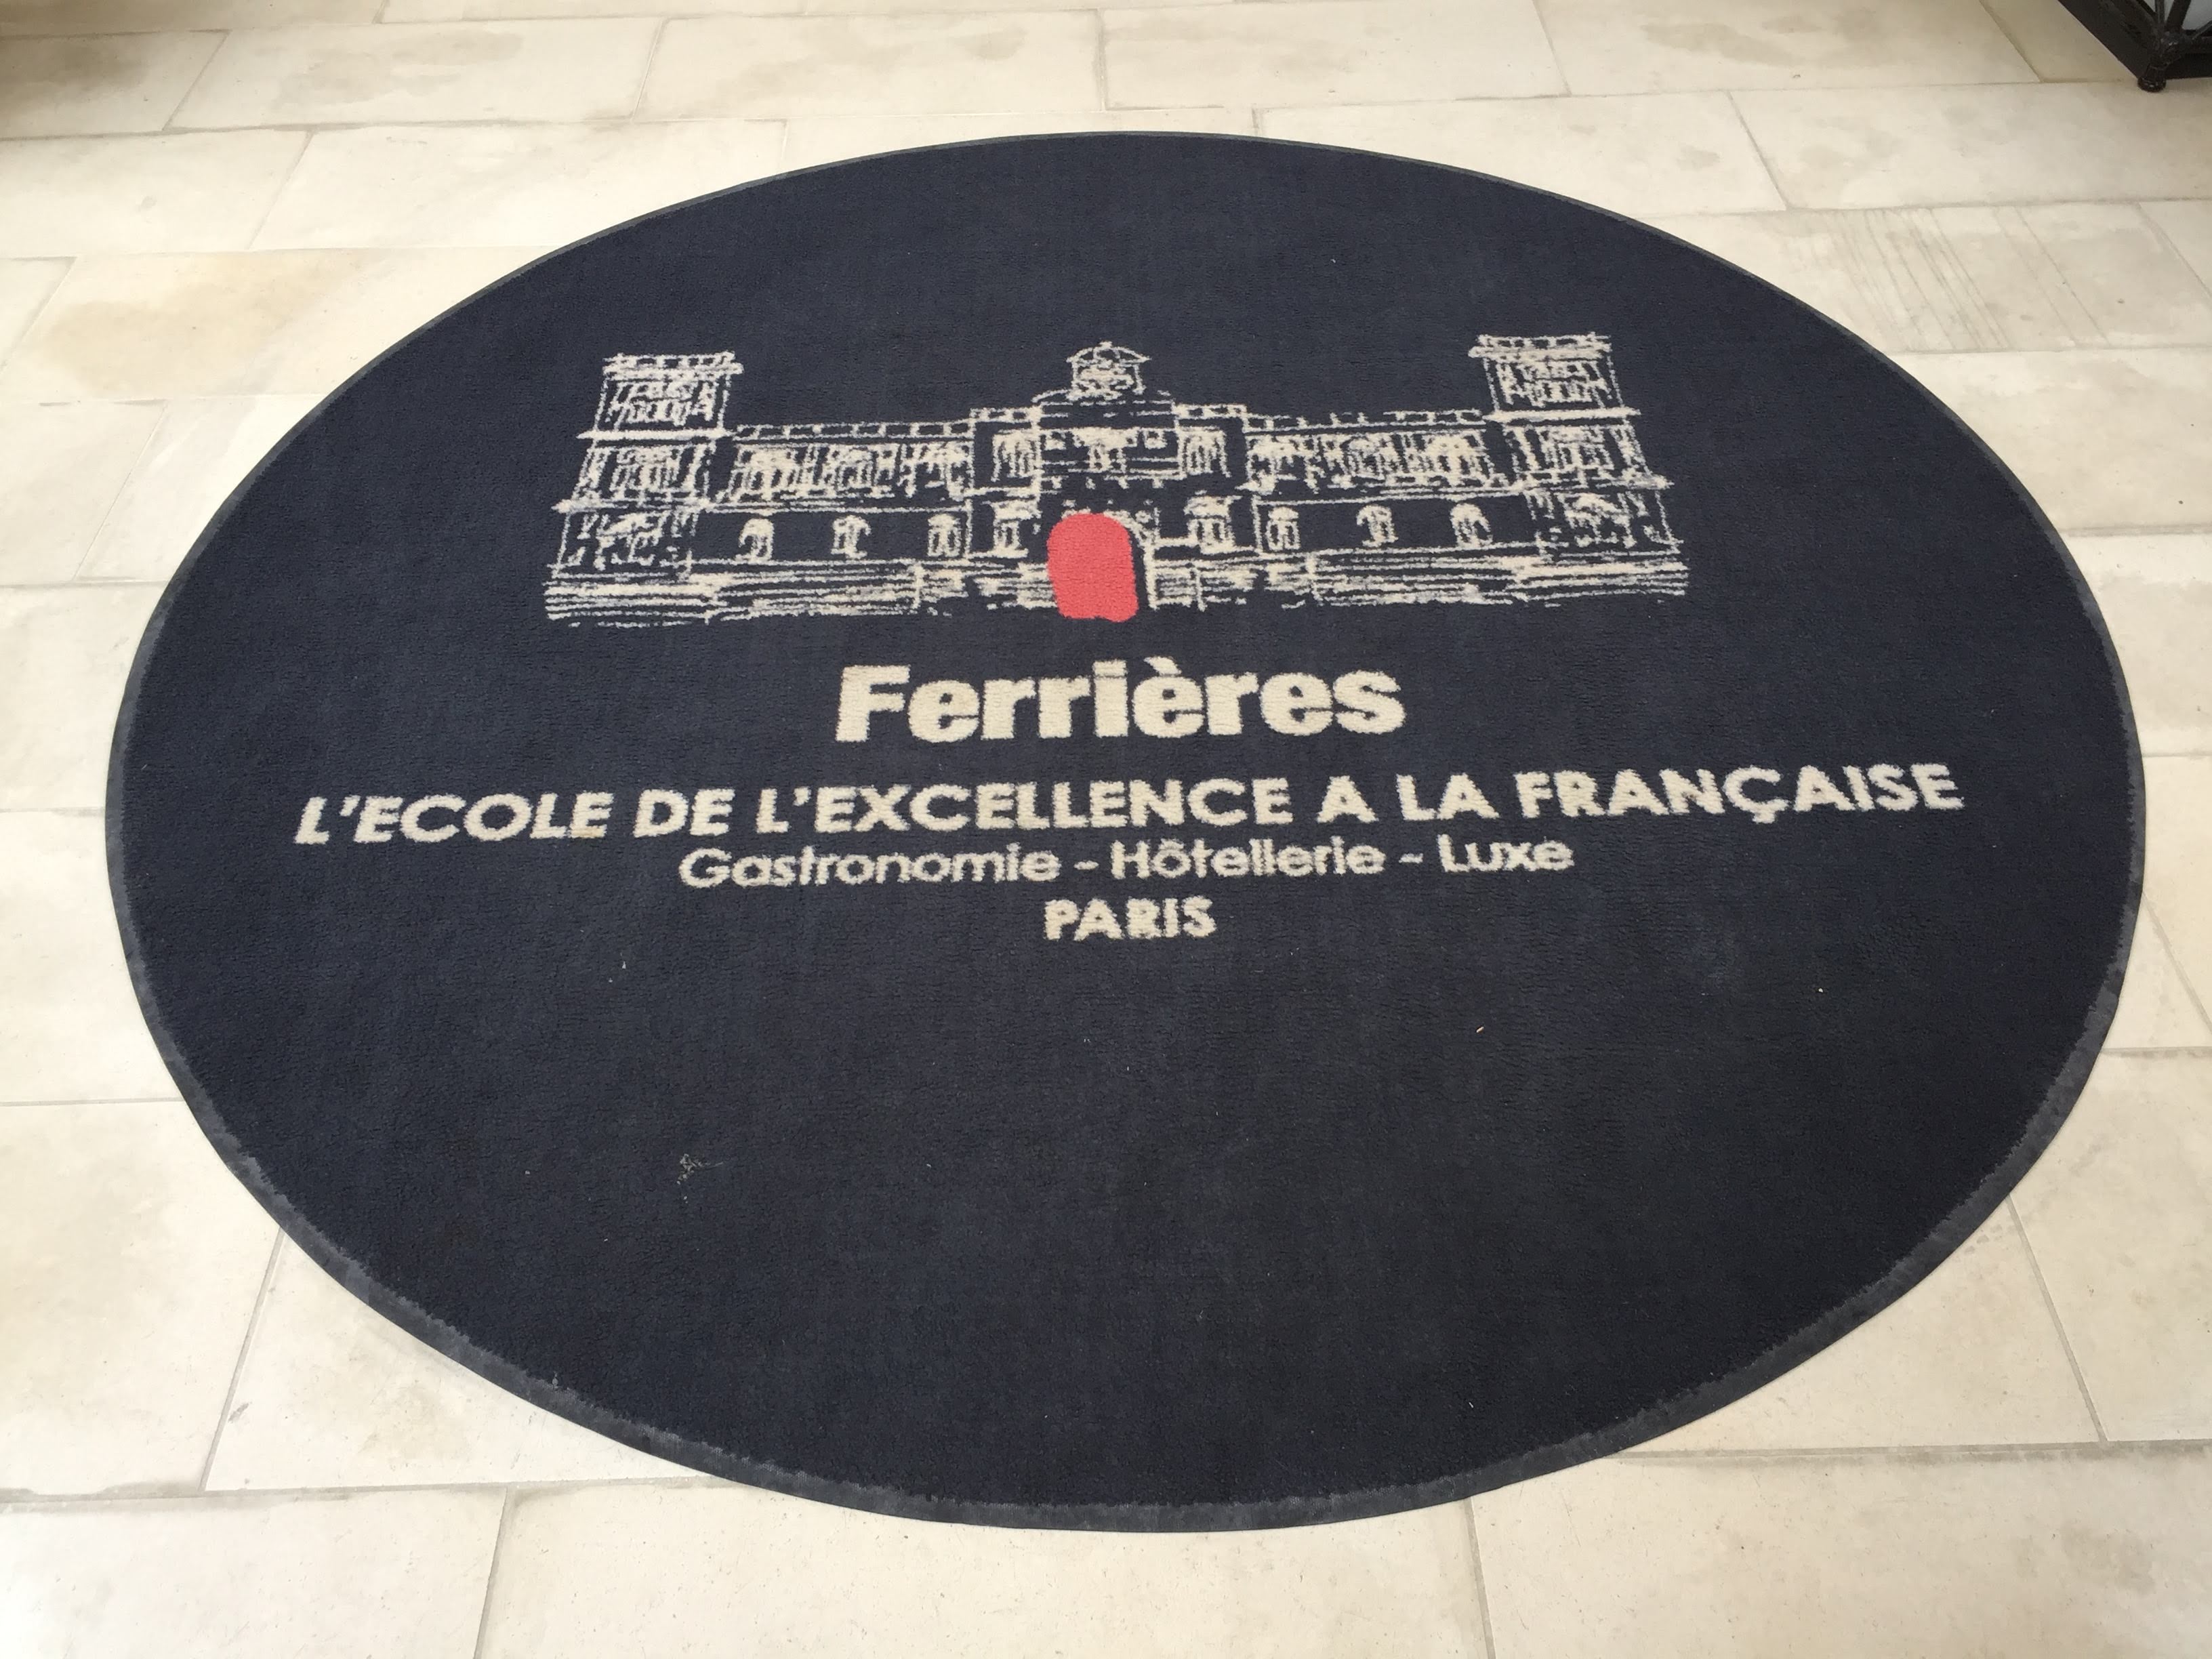 Ferrières
L'ECOLE DE L'EXCELLENCE A LA FRANÇAISE
Gastronomie - Hôtellerie - Luxe
PARIS